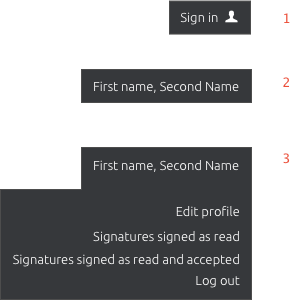 Sign in 1
First name, Second Name 2
First name, Second Name 3
Edit profile
Signatures signed as read
Signatures signed as read and accepted
Log out